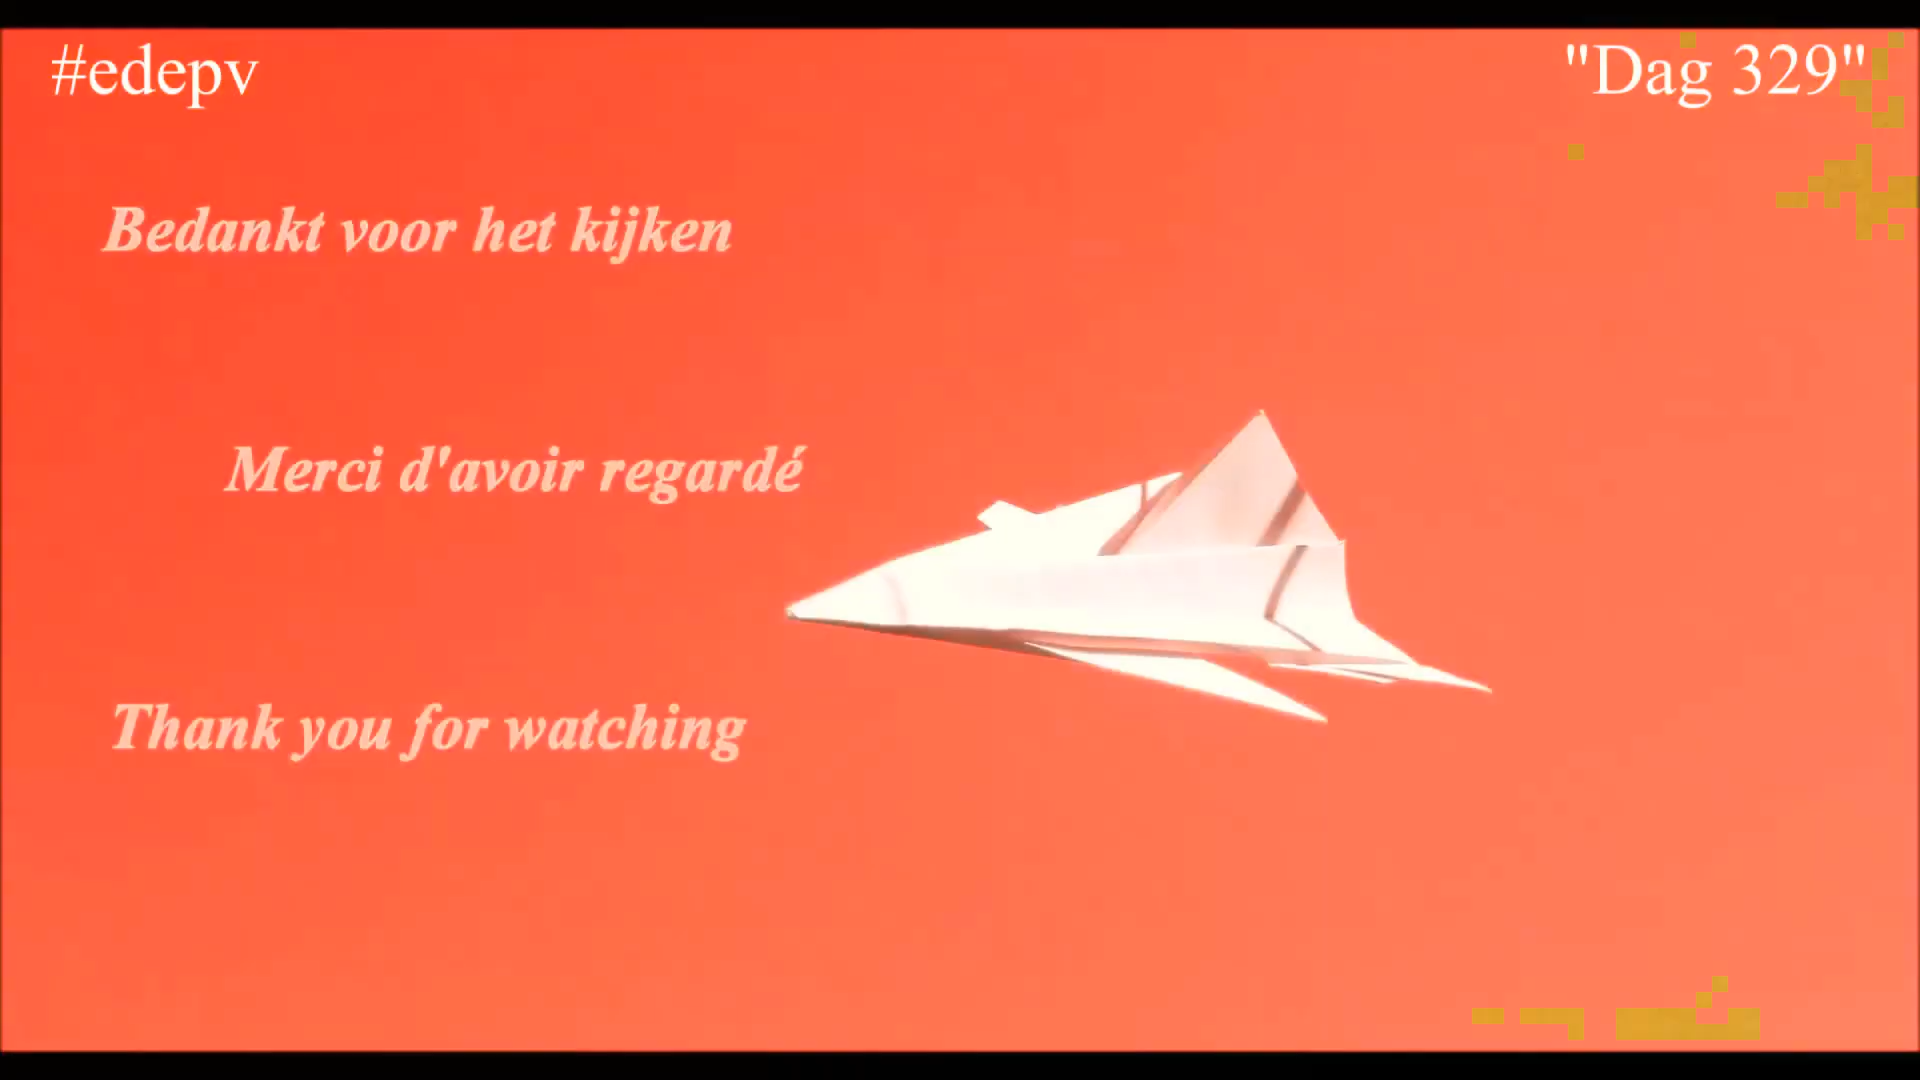 #edepv
"Dag 329"
Bedankt voor het kijken
Merci d'avoir regardé
Thank you for watching